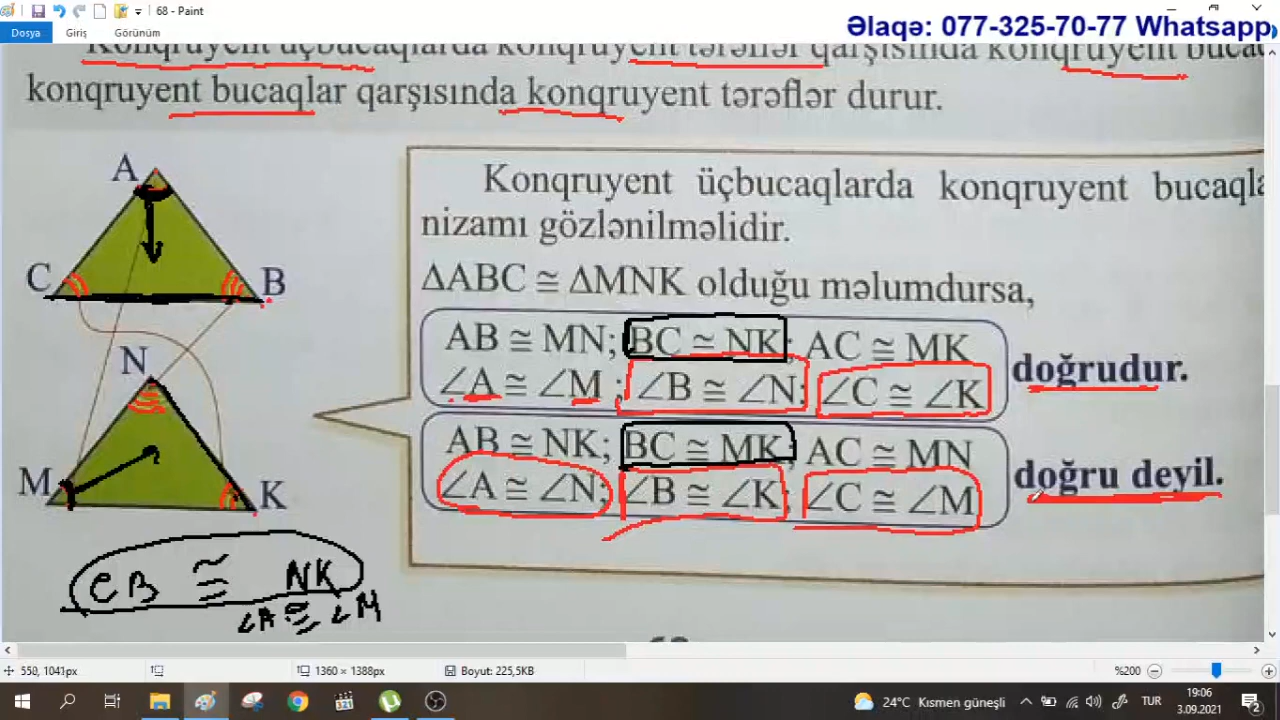 68 - Paint
Əlaqə: 077-325-70-77 Whatsapp
Dosya Giriş Görünüm
Konqruyent üçbucaqlarda konqruyent tərəflər qarşısında konqruyent
konqruyent bucaqlar qarşısında konqruyent tərəflər durur.
A
C
B
N
M
K
Konqruyent üçbucaqlarda konqruyent
nizamı gözlənilməlidir.
ΔABC ≅ ΔMNK olduğu məlumdursa,
AB ≅ MN; BC ≅ NK; AC ≅ MK
∠A ≅ ∠M ; ∠B ≅ ∠N; ∠C ≅ ∠K
doğrudur.
AB ≅ NK; BC ≅ MK; AC ≅ MN
∠A ≅ ∠N; ∠B ≅ ∠K; ∠C ≅ ∠M
doğru deyil.
CB ≅ NK
∠A ≅ ∠M
550, 1041px 1360 × 1388px Boyut: 225,5KB %200
24°C Kısmen güneşli TUR 19:06
3.09.2021 2